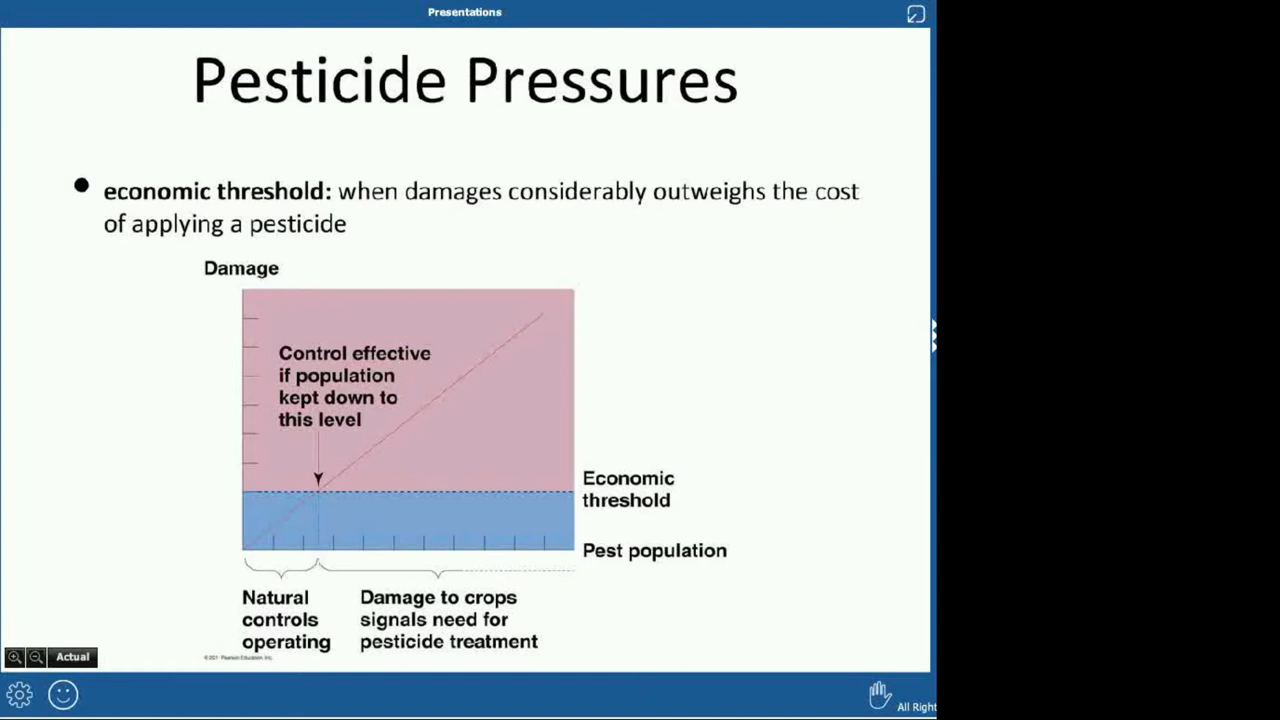 Presentations
Pesticide Pressures
• economic threshold: when damages considerably outweighs the cost
of applying a pesticide
Damage
Control effective
if population
kept down to
this level
Economic
threshold
Pest population
Natural
controls
operating
Damage to crops
signals need for
pesticide treatment
Pearson Education, Inc.
Actual
All Right